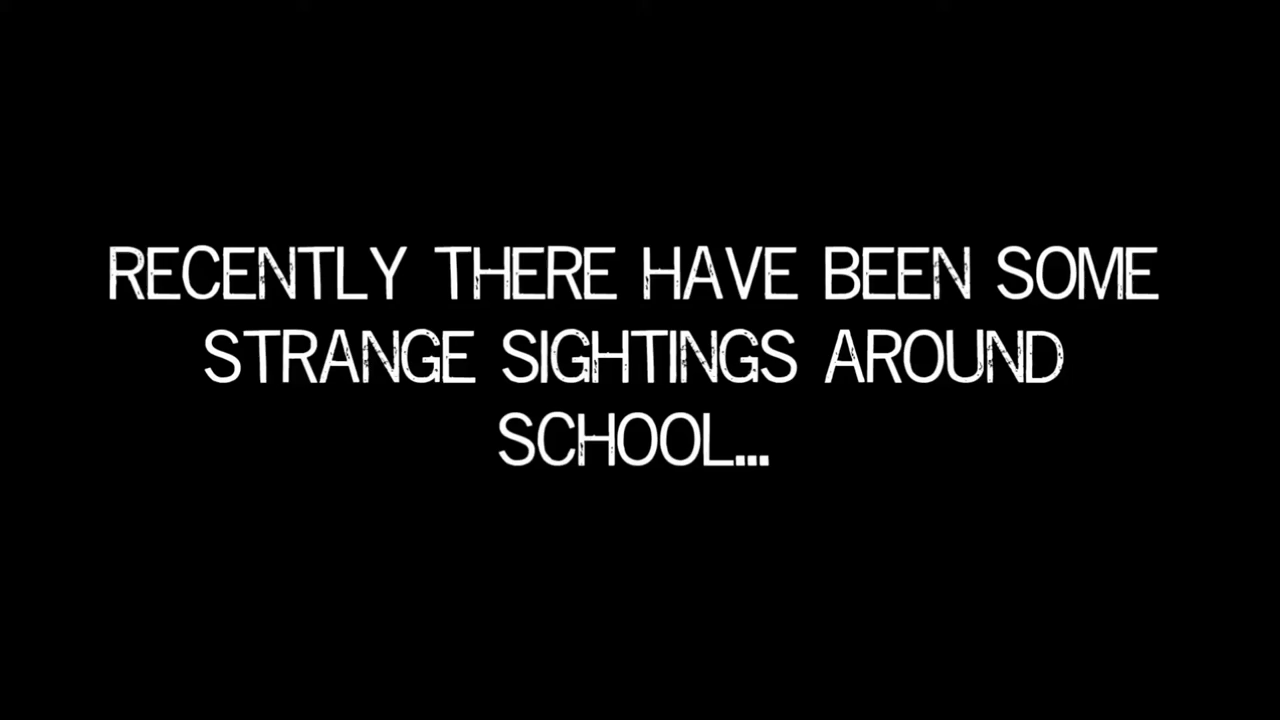 RECENTLY THERE HAVE BEEN SOME
STRANGE SIGHTINGS AROUND
SCHOOL...